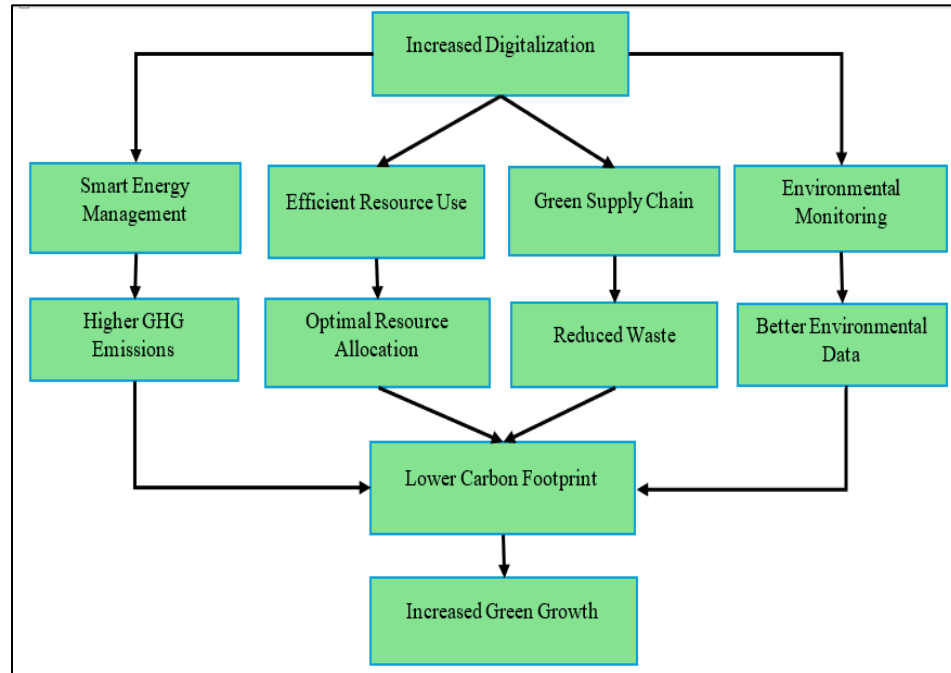 Increased Digitalization
Smart Energy
Management
Efficient Resource Use
Green Supply Chain
Environmental
Monitoring
Higher GHG
Emissions
Optimal Resource
Allocation
Reduced Waste
Better Environmental
Data
Lower Carbon Footprint
Increased Green Growth